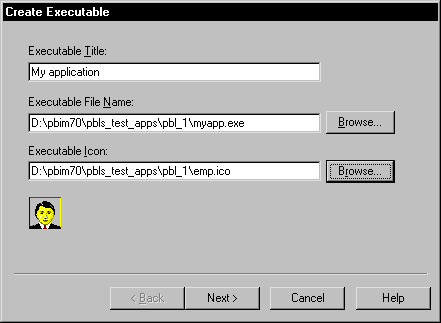 Create Executable
Executable Title:
My application
Executable File Name:
D:\pbim70\pbls_test_apps\pbl_1\myapp.exe
Browse...
Executable Icon:
D:\pbim70\pbls_test_apps\pbl_1\emp.ico
Browse...
< Back
Next >
Cancel
Help